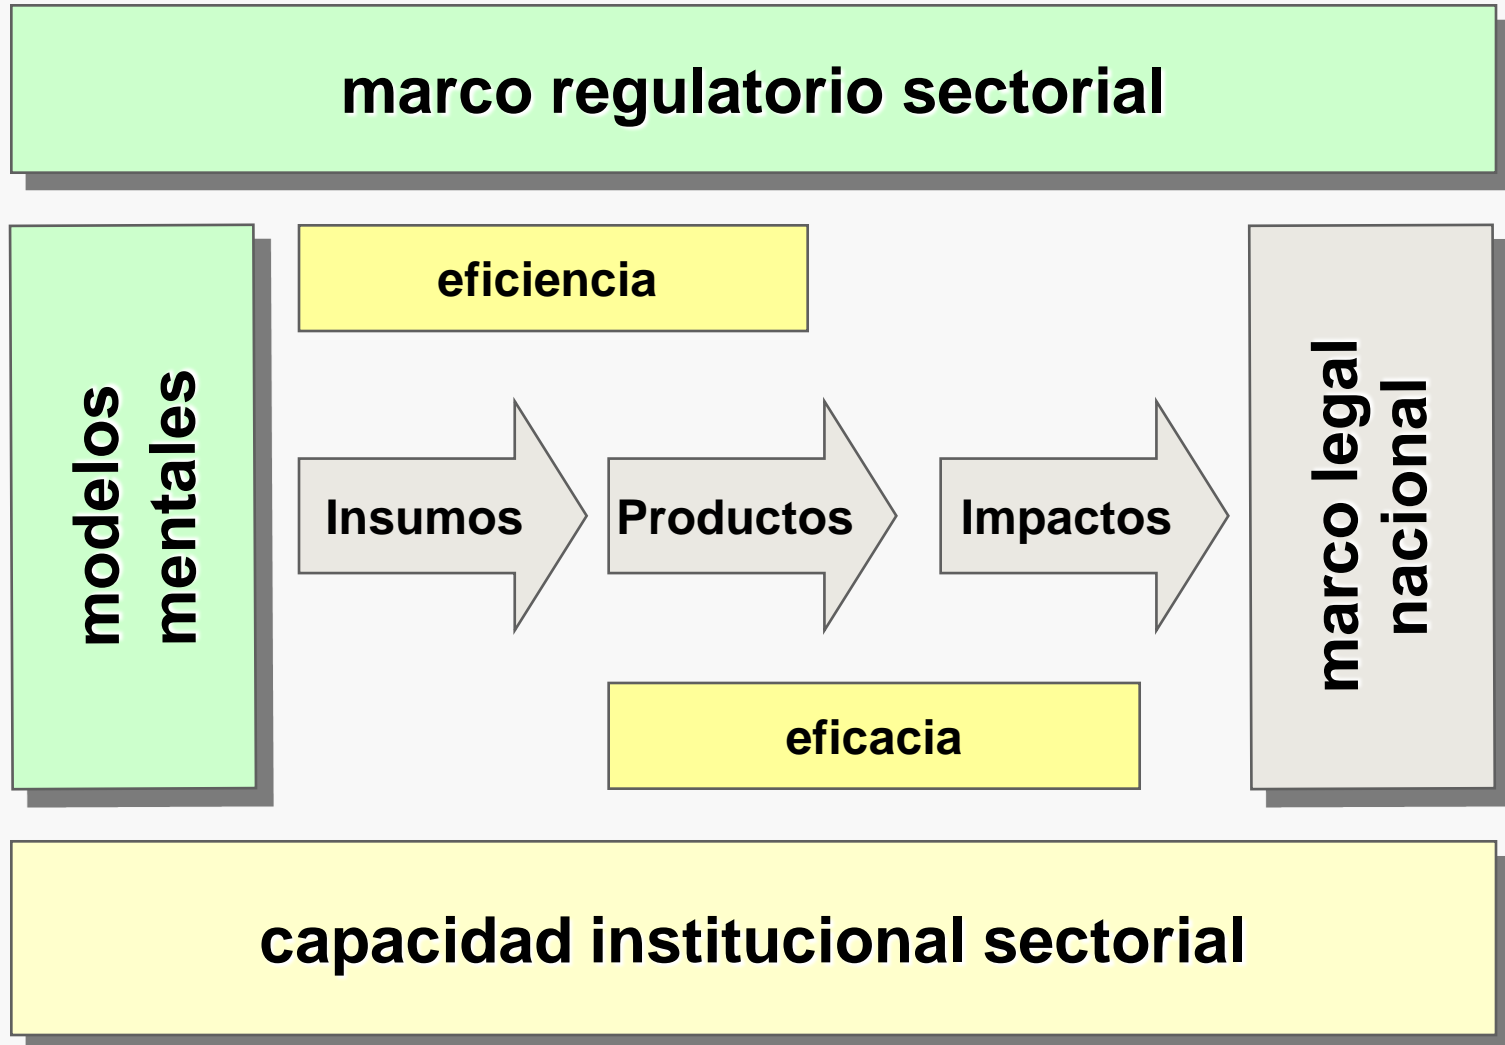 marco regulatorio sectorial
eficiencia
modelos
mentales
Insumos
Productos
Impactos
marco legal
nacional
eficacia
capacidad institucional sectorial